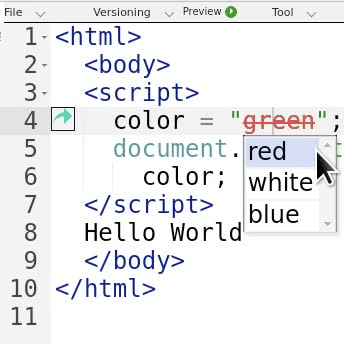 File Versioning Preview Tool
1 <html>
2 <body>
3 <script>
4 color = "green";
5 document.
6 color;
7 </script>
8 Hello World
9 </body>
10 </html>
11
red
white
blue